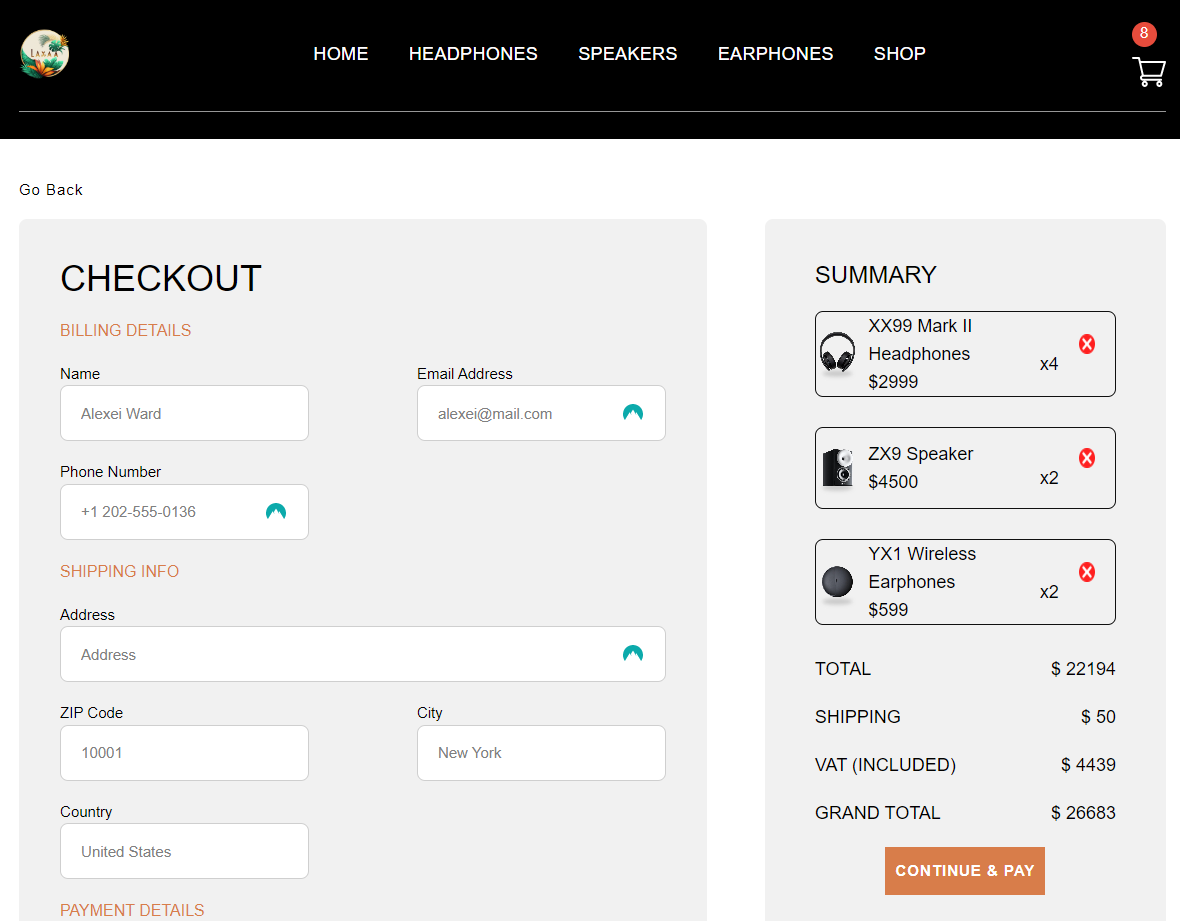 LAXAA
HOME
HEADPHONES
SPEAKERS
EARPHONES
SHOP
8
Go Back
CHECKOUT
BILLING DETAILS
Name
Email Address
Alexei Ward
alexei@mail.com
Phone Number
+1 202-555-0136
SHIPPING INFO
Address
Address
ZIP Code
City
10001
New York
Country
United States
PAYMENT DETAILS
SUMMARY
XX99 Mark II
Headphones
$2999
x4
ZX9 Speaker
$4500
x2
YX1 Wireless
Earphones
$599
x2
TOTAL
$ 22194
SHIPPING
$ 50
VAT (INCLUDED)
$ 4439
GRAND TOTAL
$ 26683
CONTINUE & PAY